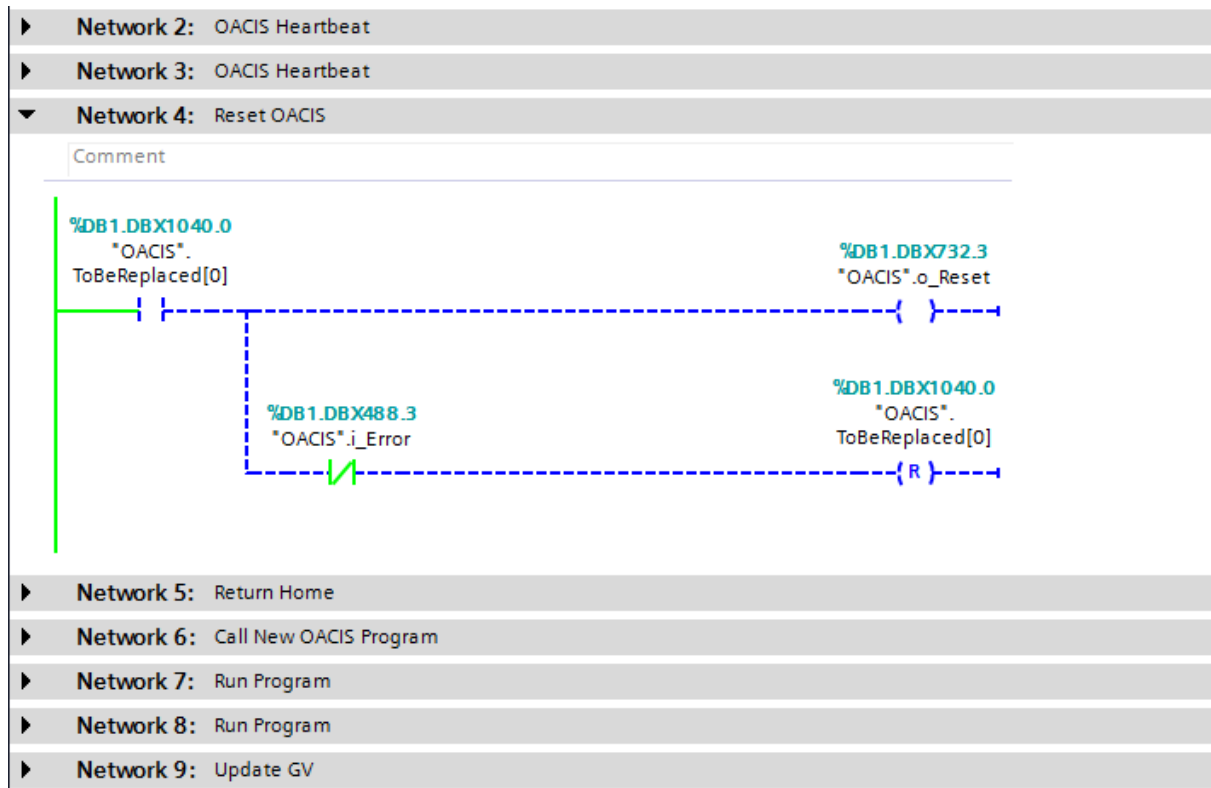 Network 2: OACIS Heartbeat
Network 3: OACIS Heartbeat
Network 4: Reset OACIS
Comment
%DB1.DBX1040.0
"OACIS".
ToBeReplaced[0]
%DB1.DBX732.3
"OACIS".o_Reset
%DB1.DBX488.3
"OACIS".i_Error
%DB1.DBX1040.0
"OACIS".
ToBeReplaced[0]
R
Network 5: Return Home
Network 6: Call New OACIS Program
Network 7: Run Program
Network 8: Run Program
Network 9: Update GV